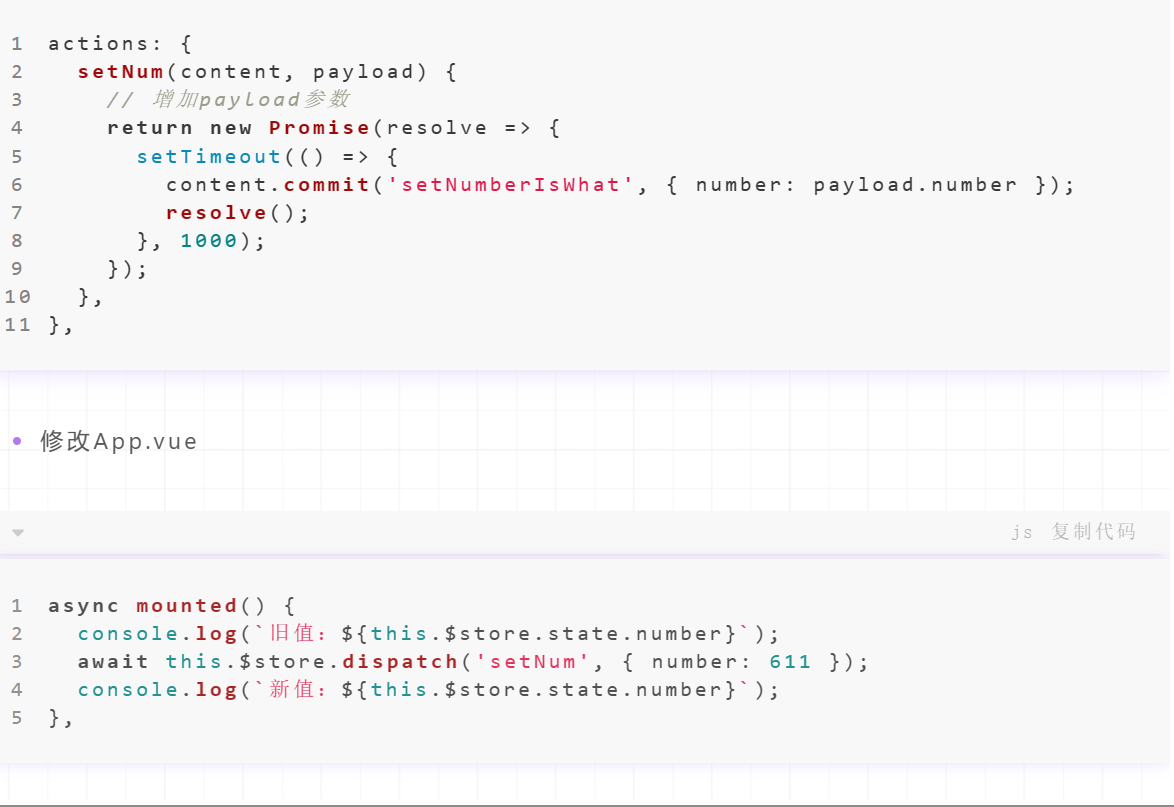 1 actions: {
2   setNum(content, payload) {
3     // 增加payload参数
4     return new Promise(resolve => {
5       setTimeout(() => {
6         content.commit('setNumberIsWhat', { number: payload.number });
7         resolve();
8       }, 1000);
9     });
10   },
11 },
• 修改App.vue
js 复制代码
1 async mounted() {
2   console.log(`旧值：${this.$store.state.number}`);
3   await this.$store.dispatch('setNum', { number: 611 });
4   console.log(`新值：${this.$store.state.number}`);
5 },